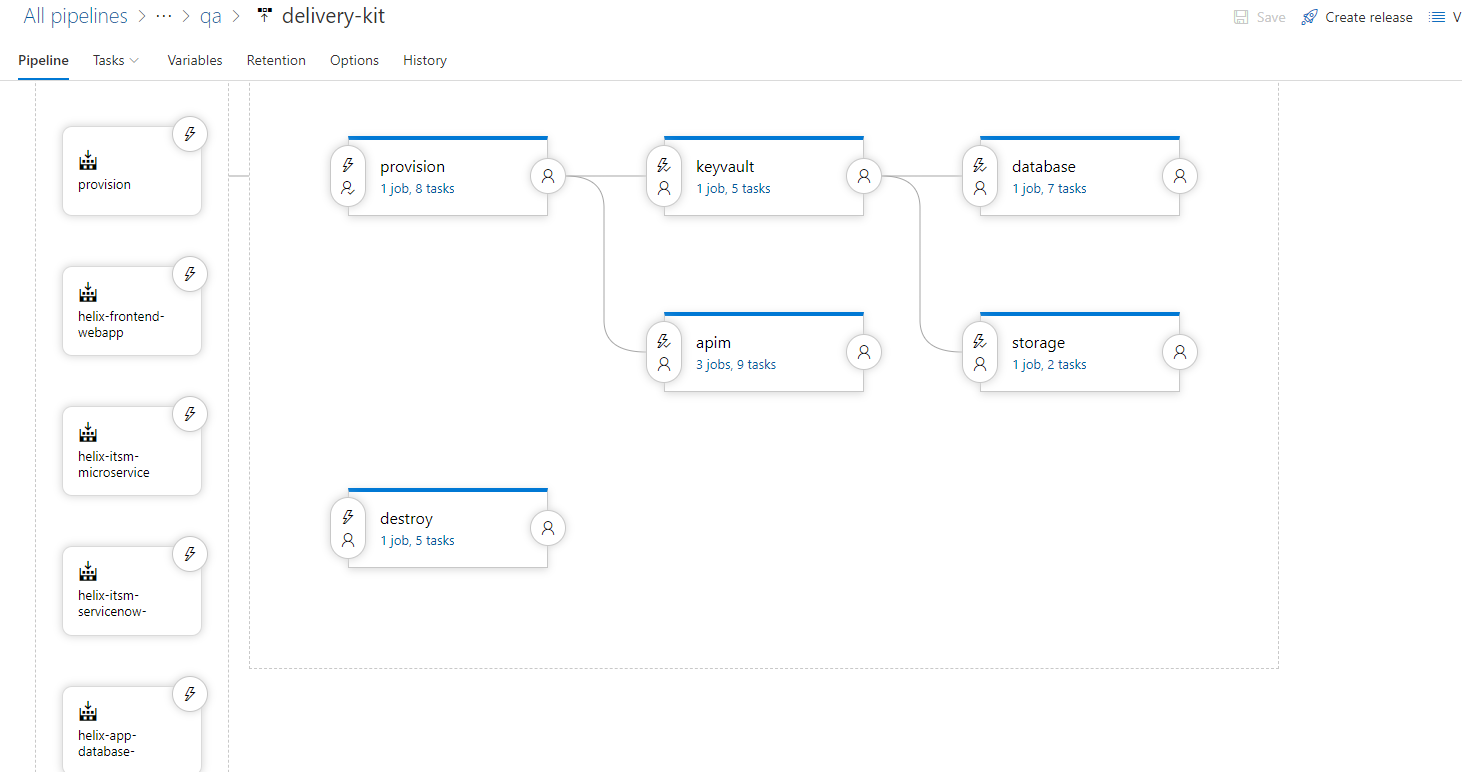 All pipelines > ··· > qa > delivery-kit
Save Create release V
Pipeline Tasks Variables Retention Options History
provision
helix-frontend-
webapp
helix-itsm-
microservice
helix-itsm-
servicenow-
helix-app-
database-
provision
1 job, 8 tasks
keyvault
1 job, 5 tasks
database
1 job, 7 tasks
apim
3 jobs, 9 tasks
storage
1 job, 2 tasks
destroy
1 job, 5 tasks